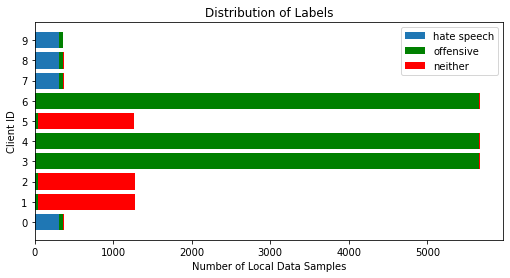 Distribution of Labels
hate speech
offensive
neither
Client ID
9
8
7
6
5
4
3
2
1
0
0 1000 2000 3000 4000 5000
Number of Local Data Samples